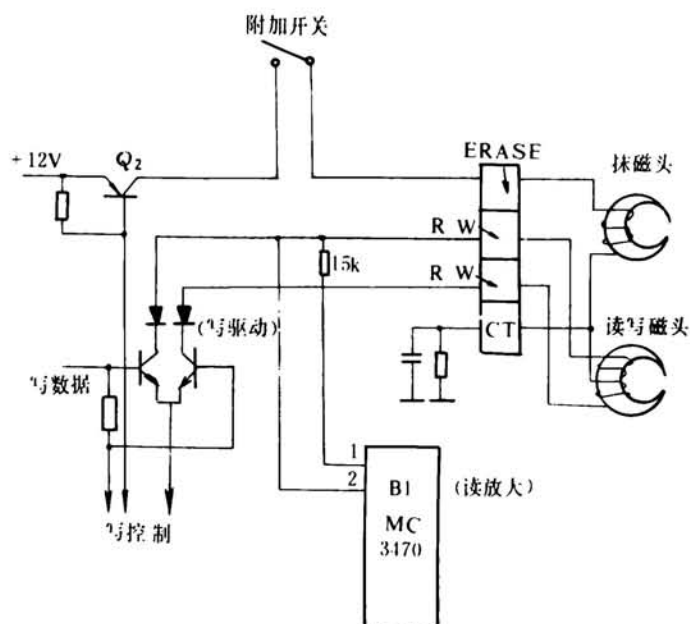 附加开关
+12V
Q2
ERASE
抹磁头
R W
15k
R W
(写驱动)
CT
读写磁头
写数据
1
2
B1
(读放大)
MC
3470
写控制